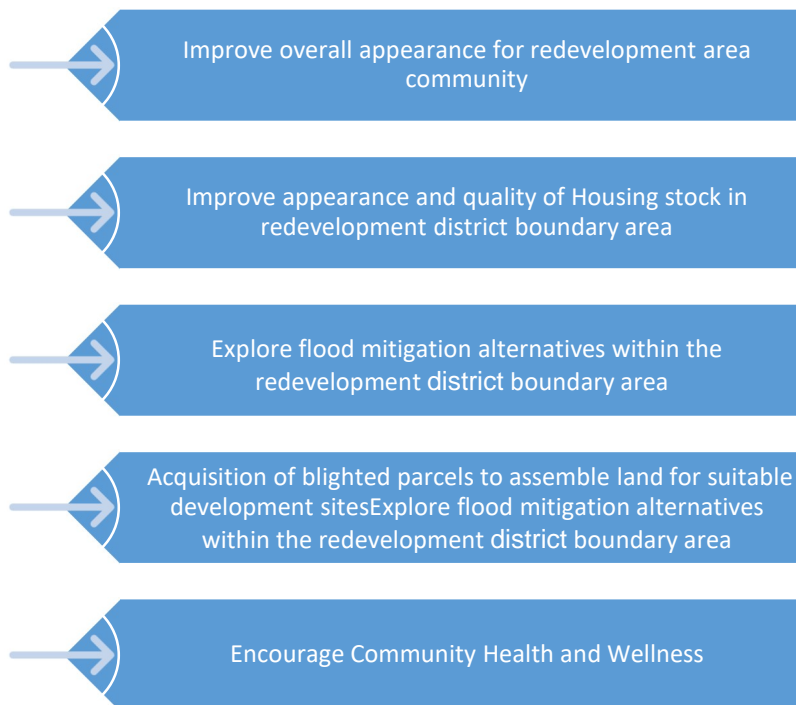 Improve overall appearance for redevelopment area
community
Improve appearance and quality of Housing stock in
redevelopment district boundary area
Explore flood mitigation alternatives within the
redevelopment district boundary area
Acquisition of blighted parcels to assemble land for suitable
development sitesExplore flood mitigation alternatives
within the redevelopment district boundary area
Encourage Community Health and Wellness